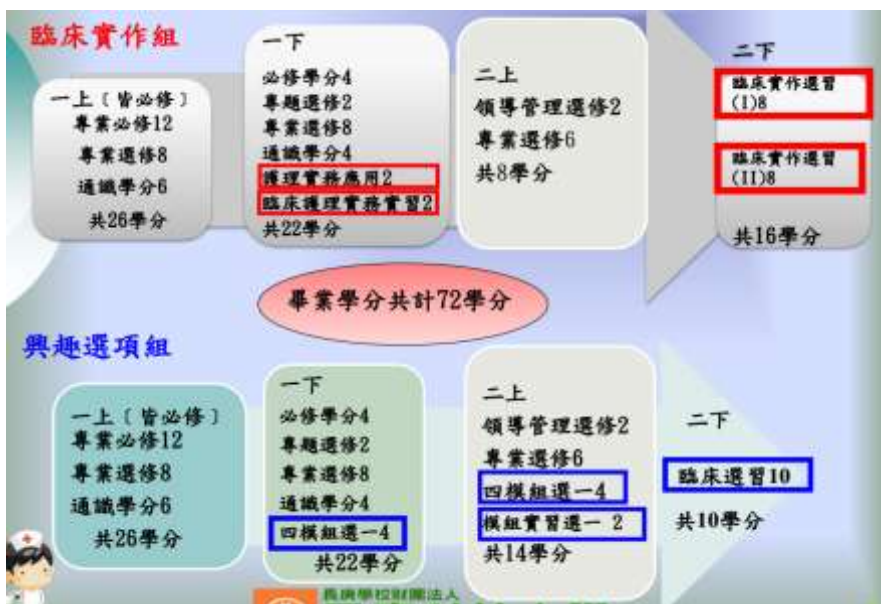 臨床實作組
一上﹝皆必修﹞
專業必修12
專業選修8
通識學分6
共26學分
一下
必修學分4
專題選修2
專業選修8
通識學分4
護理實務應用2
臨床護理實務實習2
共22學分
二上
領導管理選修2
專業選修6
共8學分
二下
臨床實作選習
(I)8
臨床實作選習
(II)8
共16學分
畢業學分共計72學分
興趣選項組
一上﹝皆必修﹞
專業必修12
專業選修8
通識學分6
共26學分
一下
必修學分4
專題選修2
專業選修8
通識學分4
四模組選一4
共22學分
二上
領導管理選修2
專業選修6
四模組選一4
模組實習選一 2
共14學分
二下
臨床選習10
共10學分
長庚學校財團法人